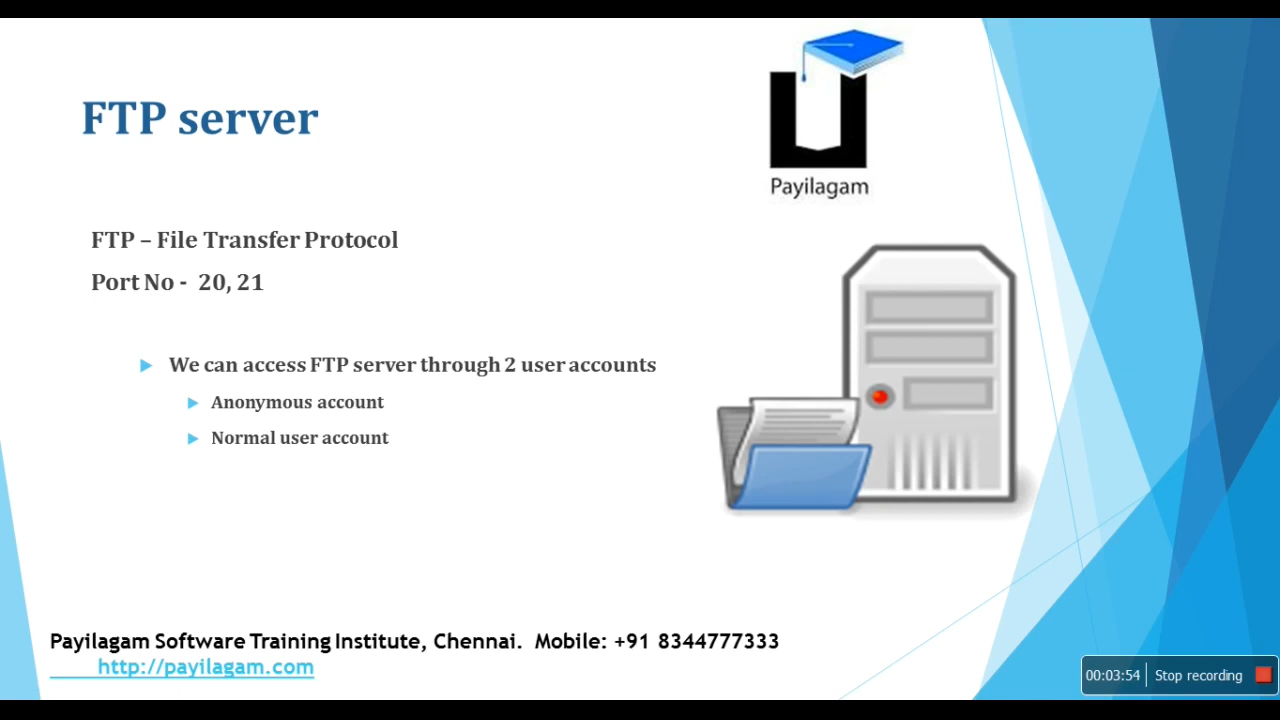 Payilagam
FTP server
FTP – File Transfer Protocol
Port No - 20, 21
We can access FTP server through 2 user accounts
Anonymous account
Normal user account
Payilagam Software Training Institute, Chennai. Mobile: +91 8344777333
http://payilagam.com
00:03:54 Stop recording